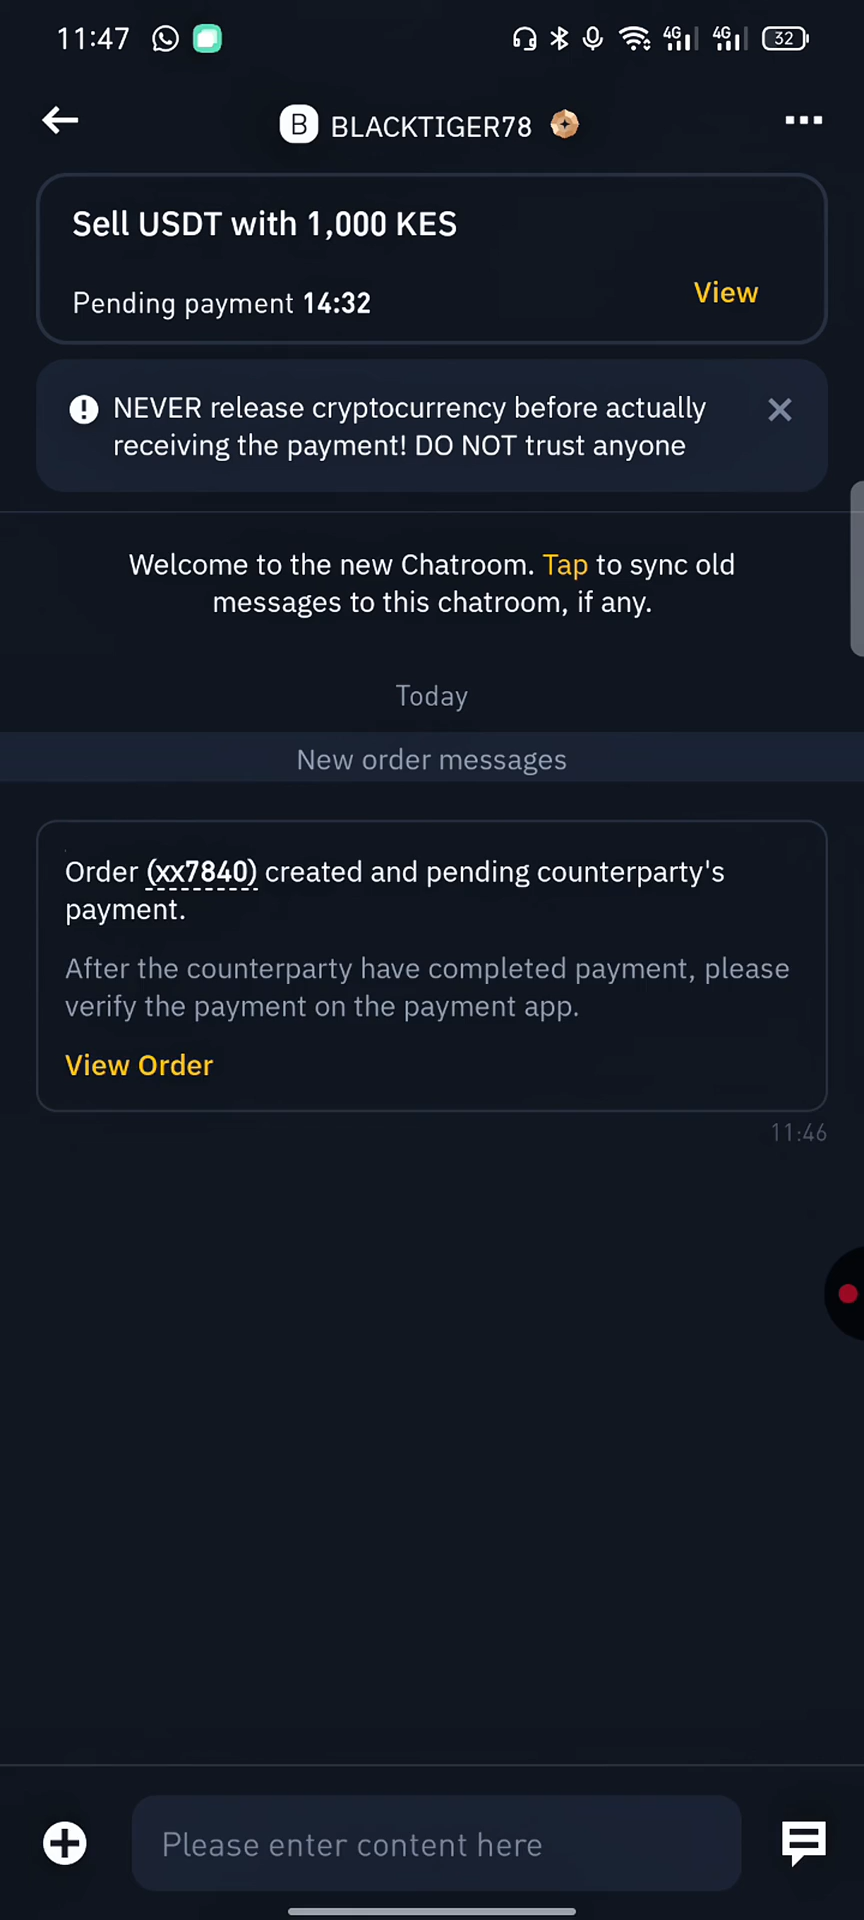 11:47
4G
4G
32
B BLACKTIGER78
Sell USDT with 1,000 KES
Pending payment 14:32
View
NEVER release cryptocurrency before actually
receiving the payment! DO NOT trust anyone
Welcome to the new Chatroom. Tap to sync old
messages to this chatroom, if any.
Today
New order messages
Order (xx7840) created and pending counterparty's
payment.
After the counterparty have completed payment, please
verify the payment on the payment app.
View Order
11:46
Please enter content here